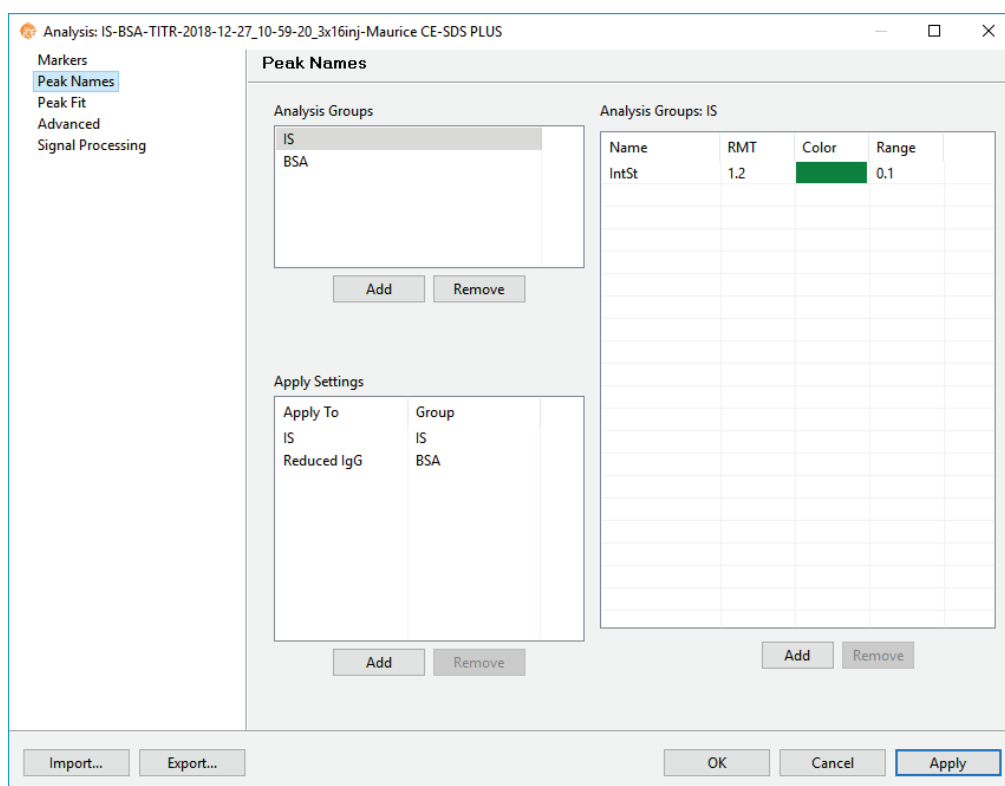 Analysis: IS-BSA-TITR-2018-12-27_10-59-20_3x16inj-Maurice CE-SDS PLUS
Markers
Peak Names
Peak Fit
Advanced
Signal Processing
Peak Names
Analysis Groups
IS
BSA
Add Remove
Apply Settings
Apply To Group
IS IS
Reduced IgG BSA
Add Remove
Analysis Groups: IS
Name RMT Color Range
IntSt 1.2 0.1
Add Remove
Import... Export... OK Cancel Apply